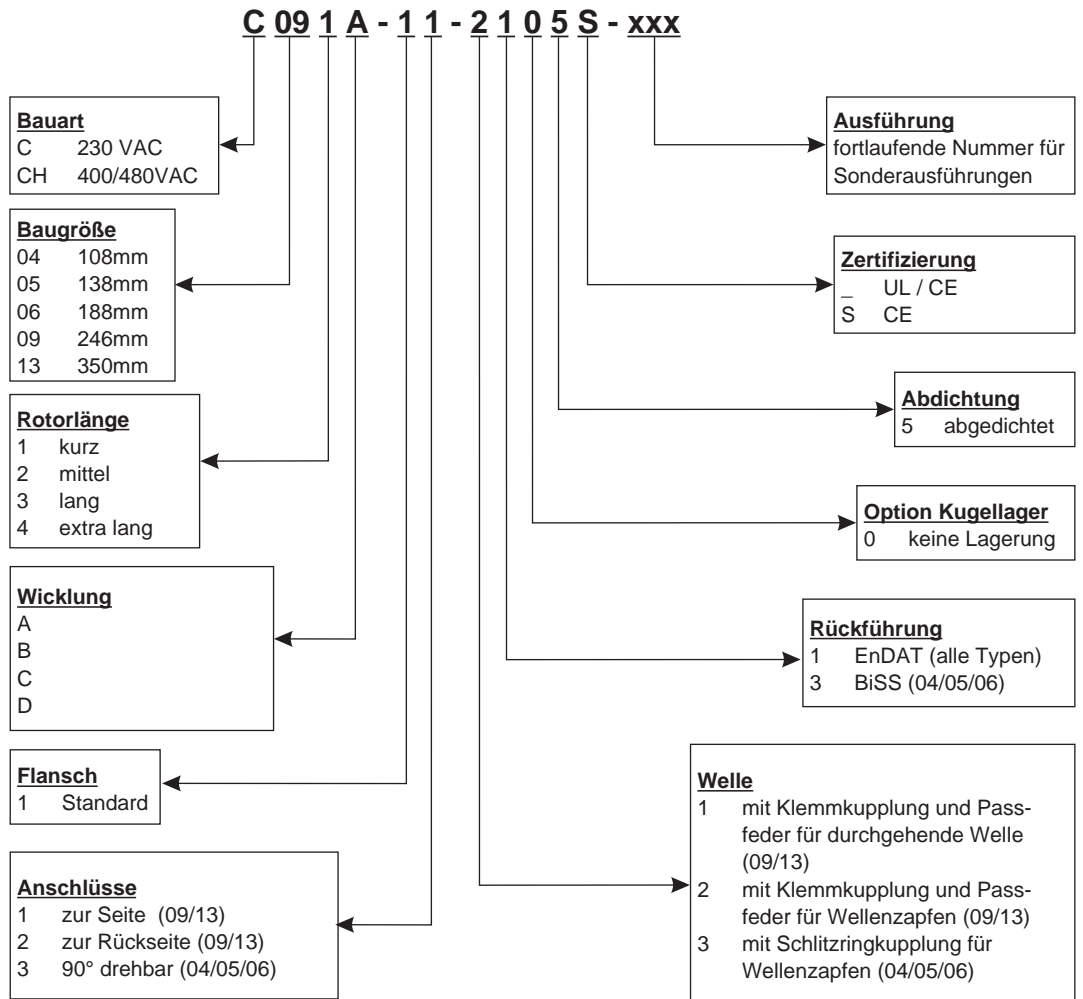 C 09 1 A - 1 1 - 2 1 0 5 S - xxx
Bauart
C 230 VAC
CH 400/480VAC
Baugröße
04 108mm
05 138mm
06 188mm
09 246mm
13 350mm
Rotorlänge
1 kurz
2 mittel
3 lang
4 extra lang
Wicklung
A
B
C
D
Flansch
1 Standard
Anschlüsse
1 zur Seite (09/13)
2 zur Rückseite (09/13)
3 90° drehbar (04/05/06)
Ausführung
fortlaufende Nummer für
Sonderausführungen
Zertifizierung
_ UL / CE
S CE
Abdichtung
5 abgedichtet
Option Kugellager
0 keine Lagerung
Rückführung
1 EnDAT (alle Typen)
3 BiSS (04/05/06)
Welle
1 mit Klemmkupplung und Pass-
feder für durchgehende Welle
(09/13)
2 mit Klemmkupplung und Pass-
feder für Wellenzapfen (09/13)
3 mit Schlitzringkupplung für
Wellenzapfen (04/05/06)